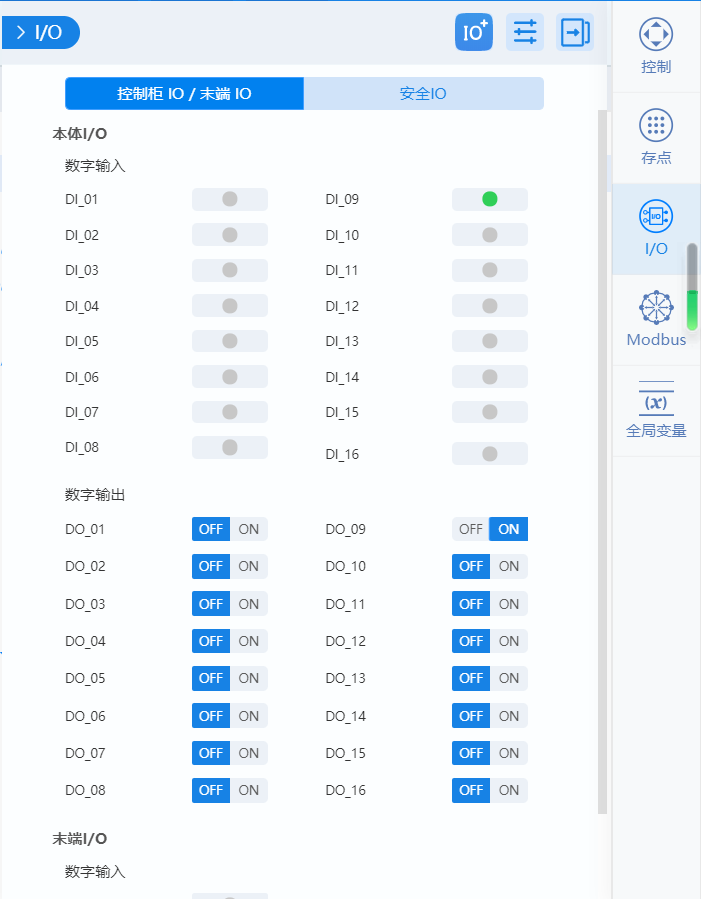 I/O
IO+
控制柜 IO / 末端 IO
安全IO
本体I/O
数字输入
DI_01
DI_09
DI_02
DI_10
DI_03
DI_11
DI_04
DI_12
DI_05
DI_13
DI_06
DI_14
DI_07
DI_15
DI_08
DI_16
数字输出
DO_01 OFF ON
DO_09 OFF ON
DO_02 OFF ON
DO_10 OFF ON
DO_03 OFF ON
DO_11 OFF ON
DO_04 OFF ON
DO_12 OFF ON
DO_05 OFF ON
DO_13 OFF ON
DO_06 OFF ON
DO_14 OFF ON
DO_07 OFF ON
DO_15 OFF ON
DO_08 OFF ON
DO_16 OFF ON
末端I/O
数字输入
控制
存点
I/O
I/O
Modbus
(x)
全局变量